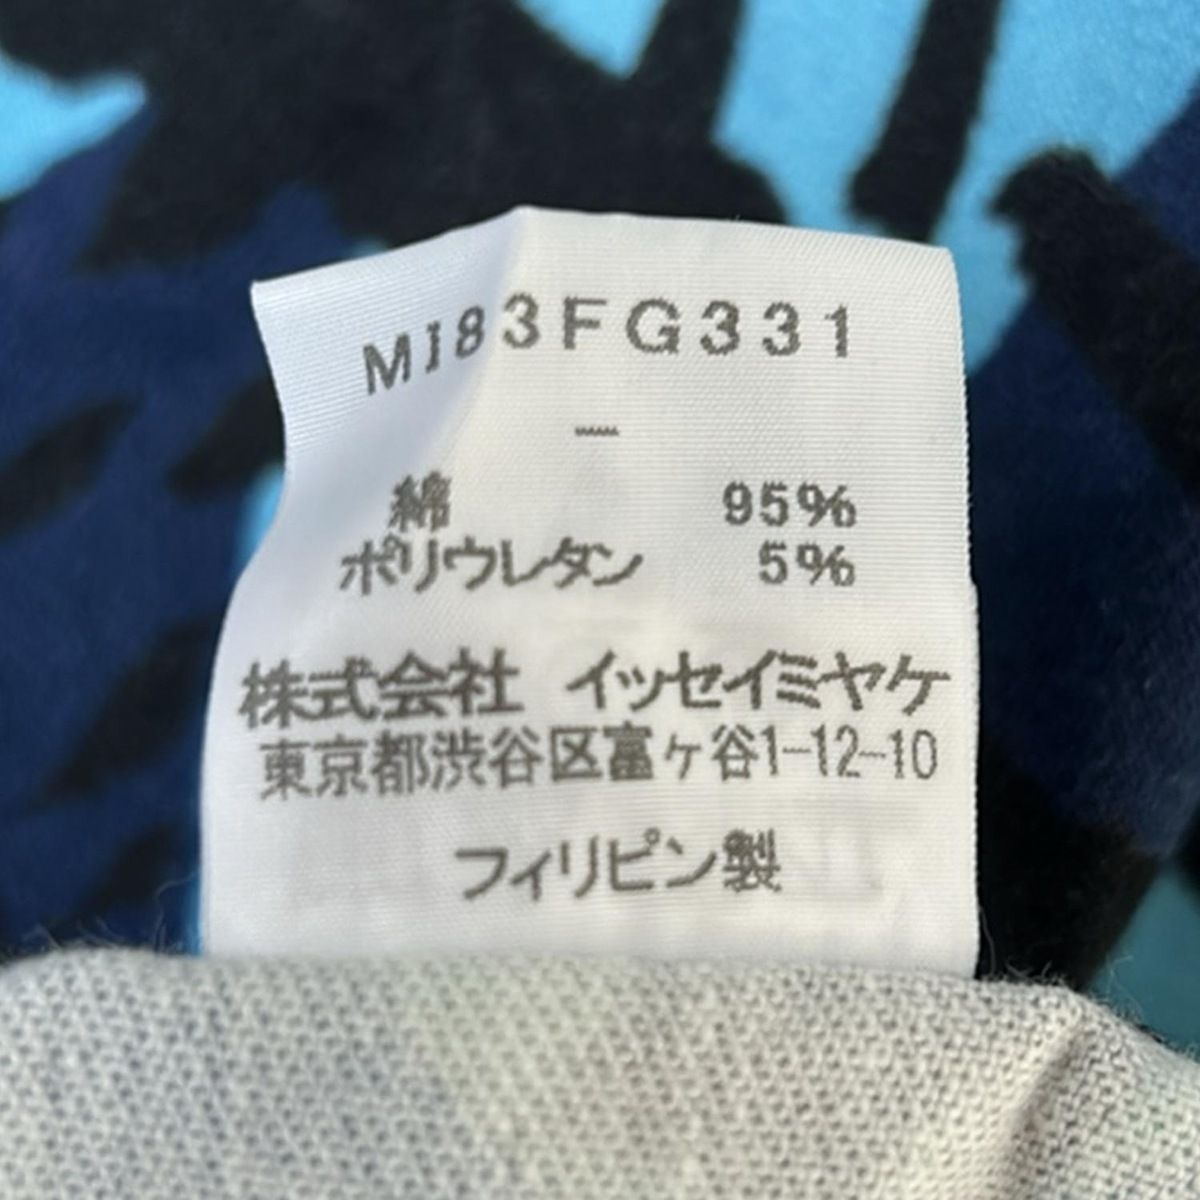 MI83FG331
—
綿 95%
ポリウレタン 5%
株式会社 イッセイミヤケ
東京都渋谷区富ヶ谷1-12-10
フィリピン製